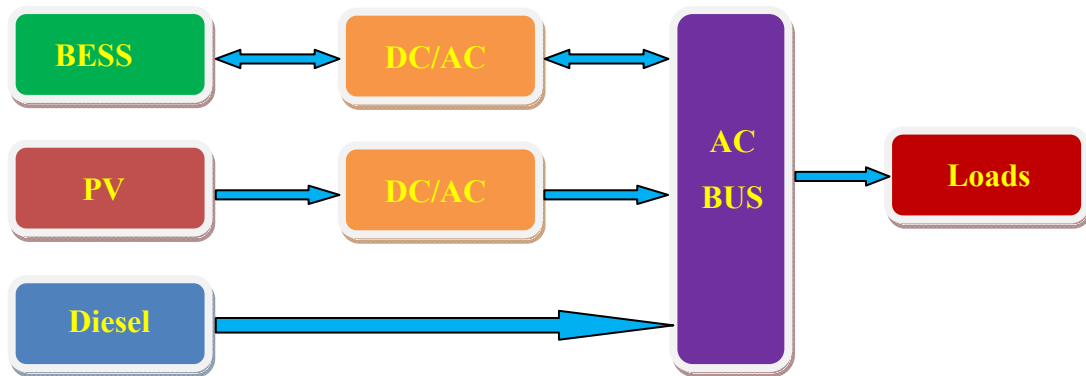 BESS
DC/AC
PV
DC/AC
Diesel
AC
BUS
Loads